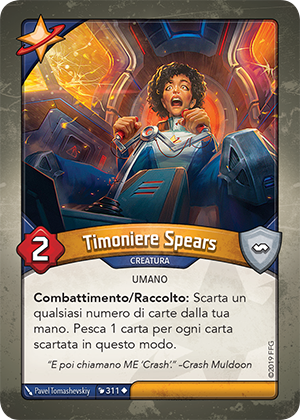 Timoniere Spears
CREATURA
2
UMANO
Combattimento/Raccolto: Scarta un
qualsiasi numero di carte dalla tua
mano. Pesca 1 carta per ogni carta
scartata in questo modo.
"E poi chiamano ME 'Crash'." -Crash Muldoon
Pavel Tomashevskiy
311
©2019 FFG